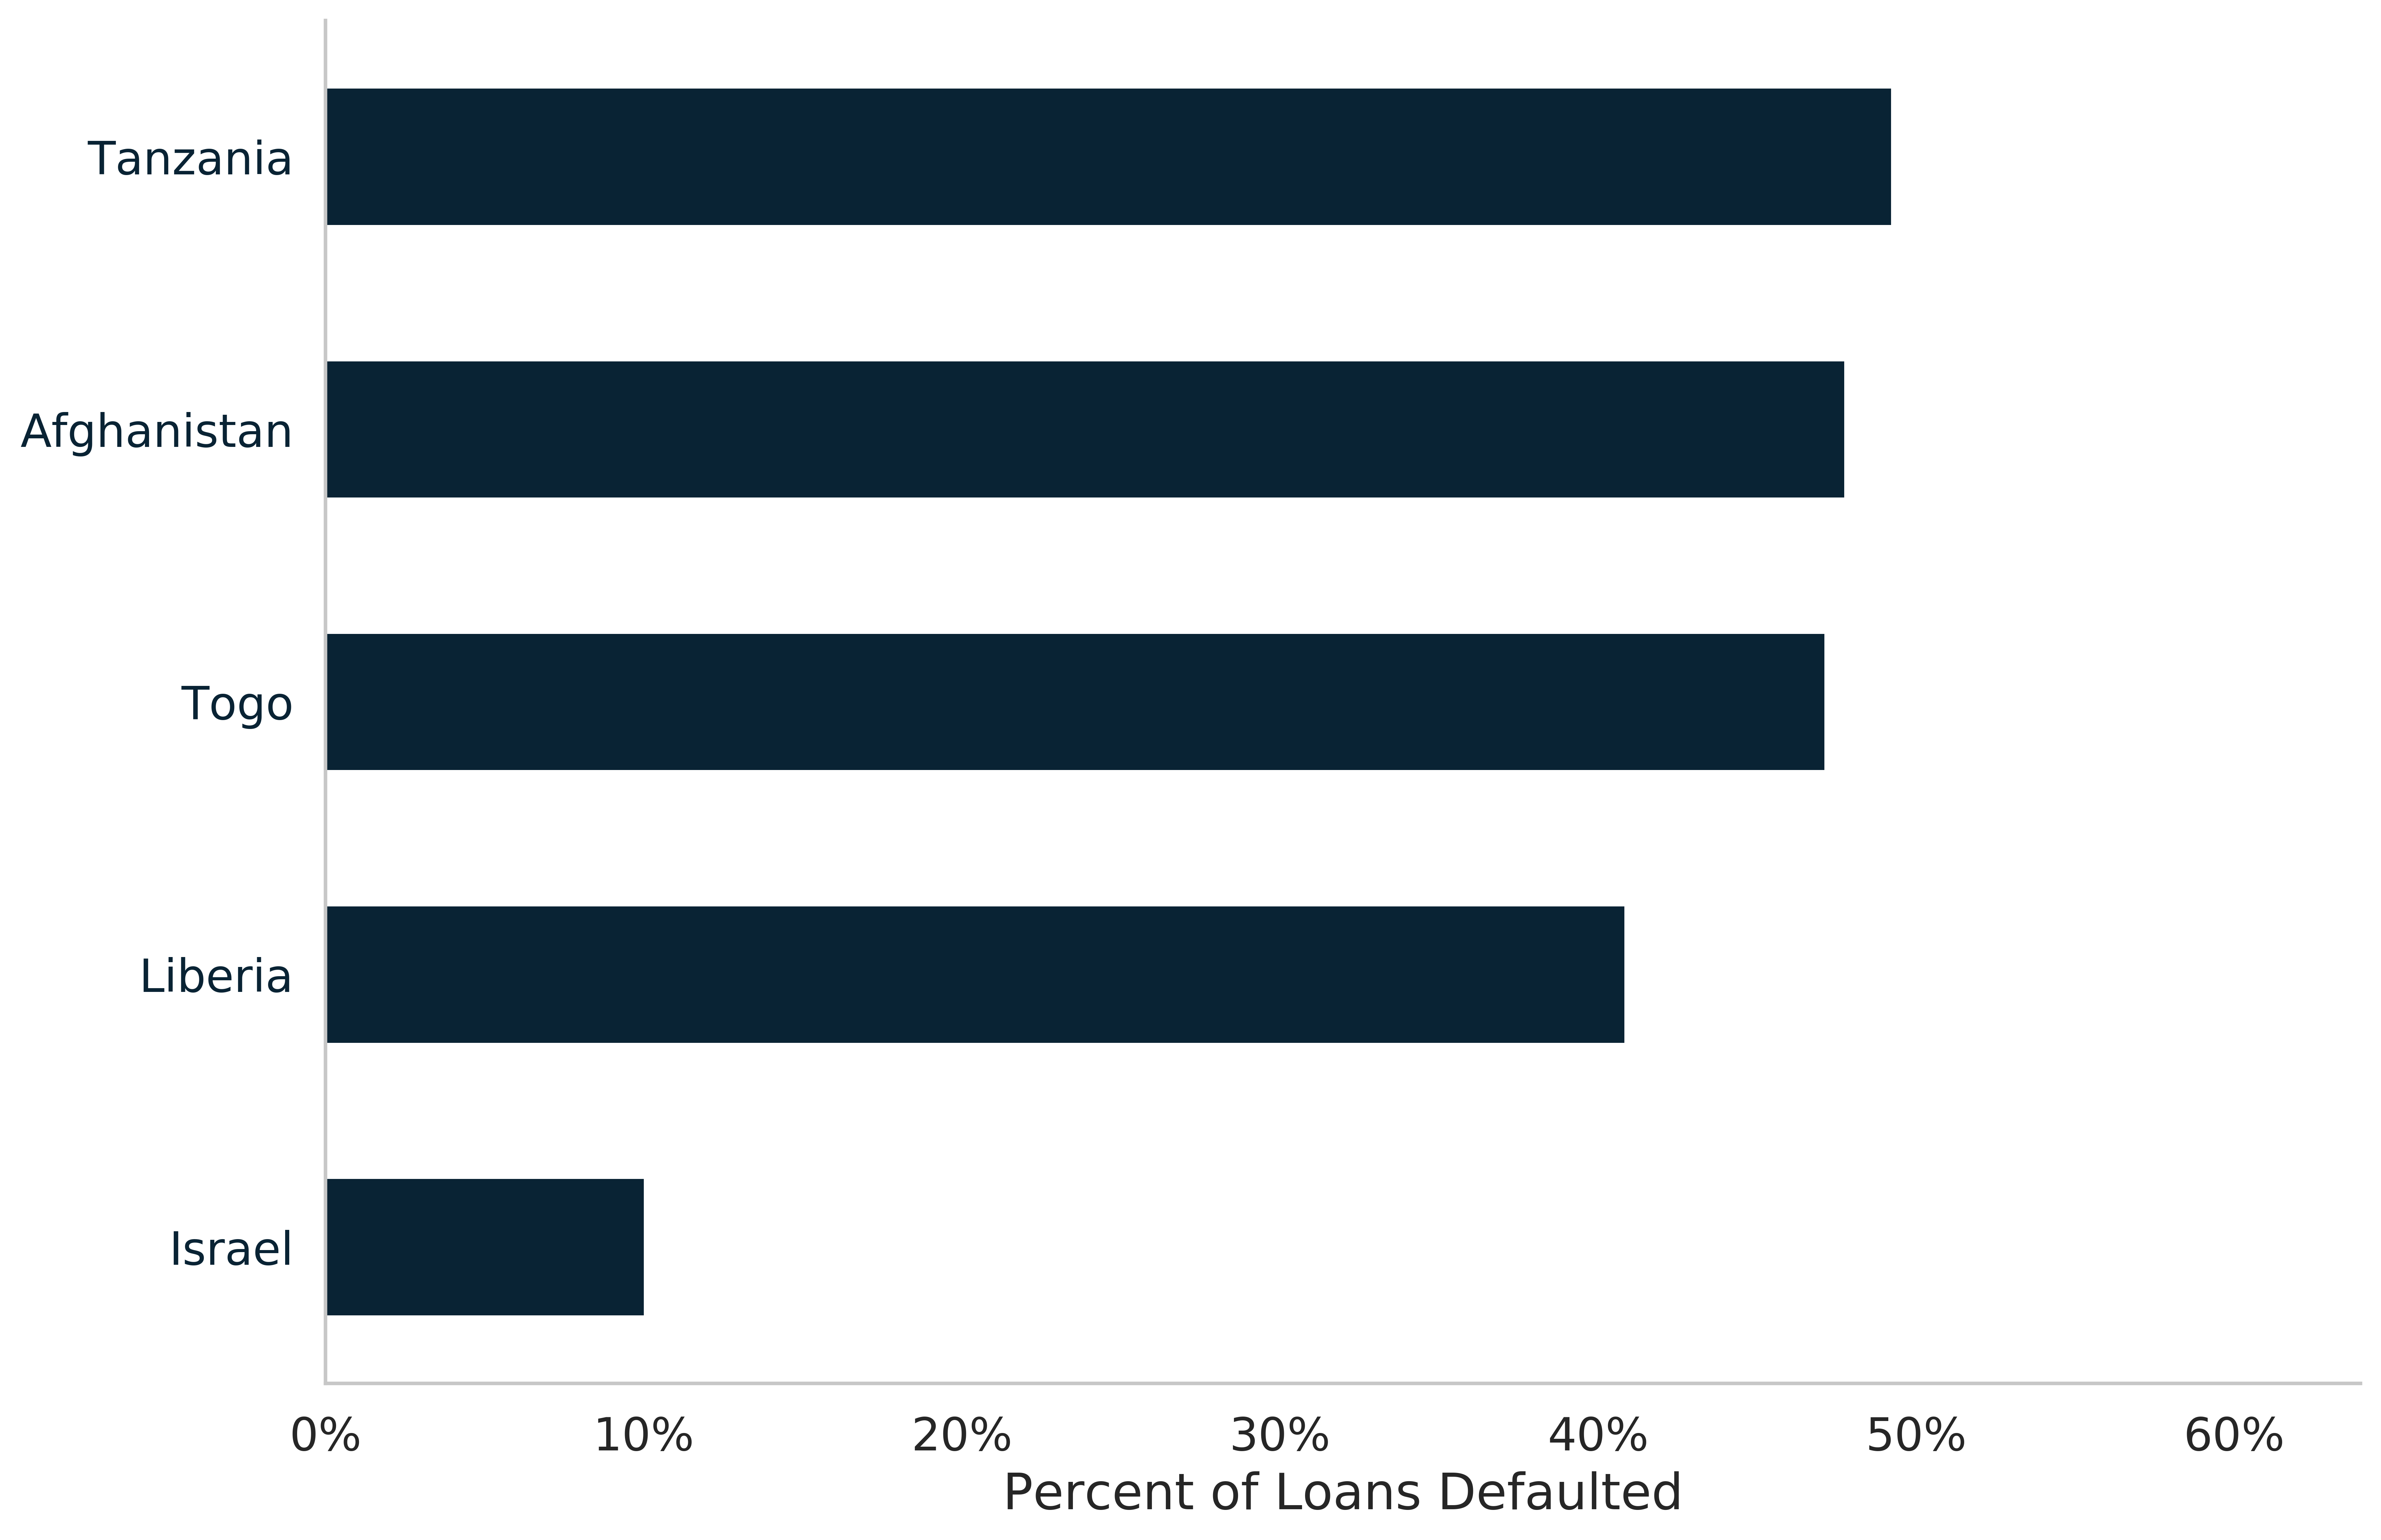 Tanzania
Afghanistan
Togo
Liberia
Israel
0% 10% 20% 30% 40% 50% 60%
Percent of Loans Defaulted